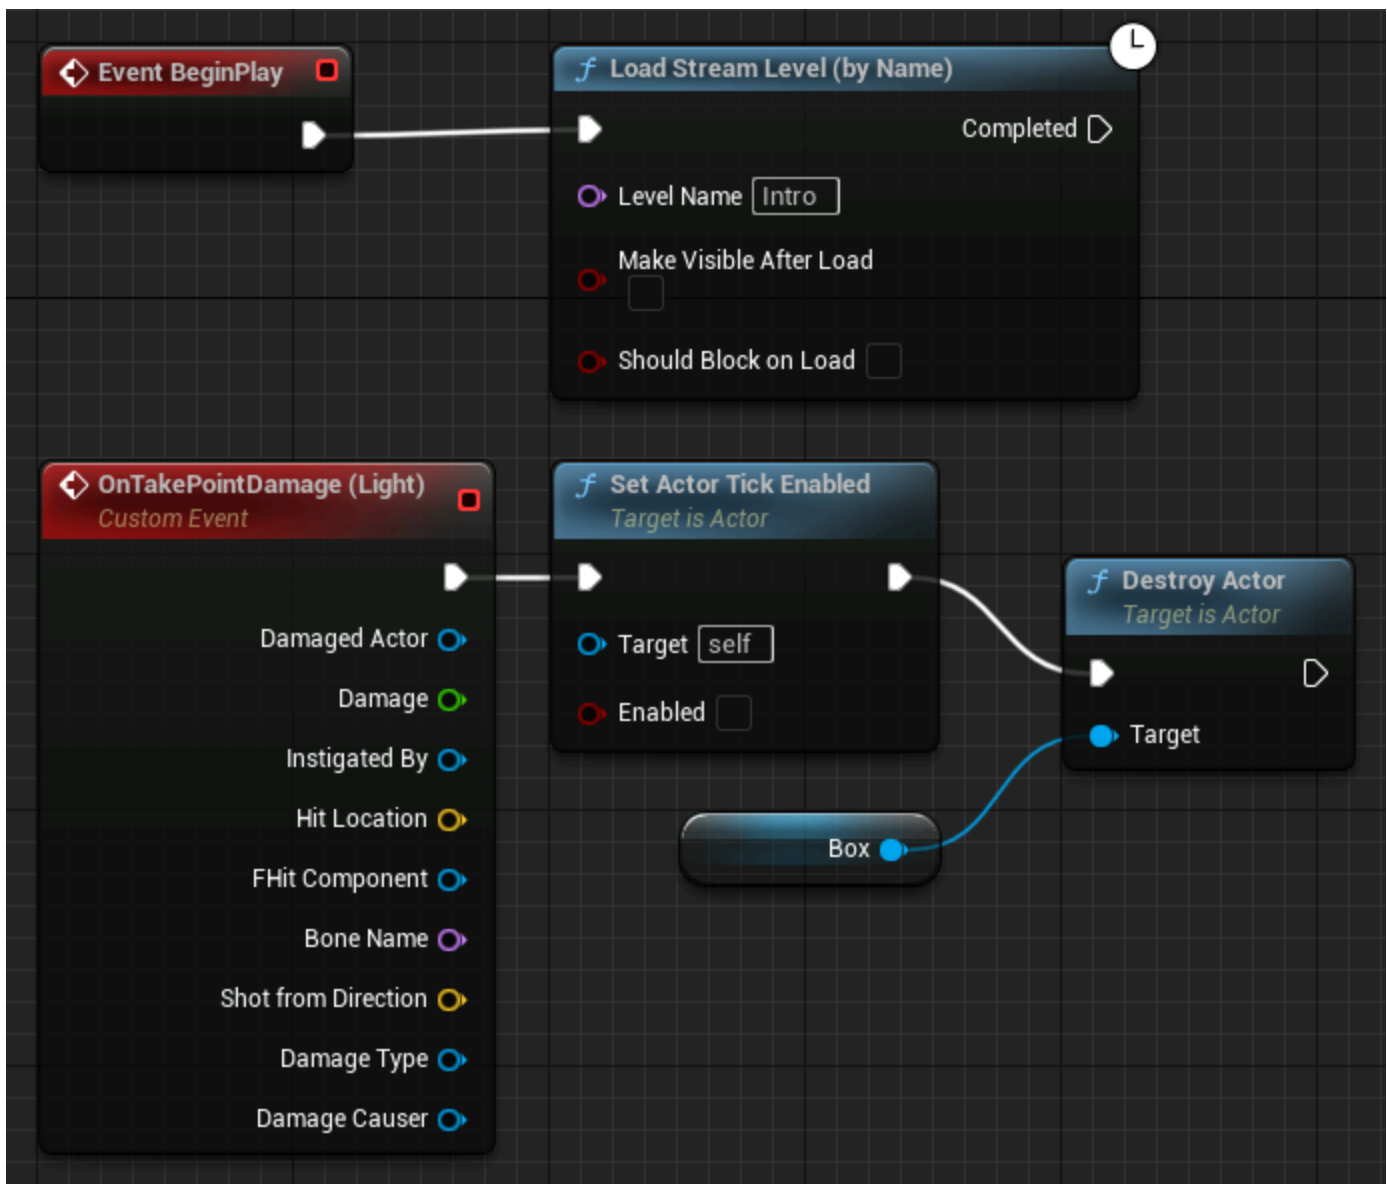 Event BeginPlay
Load Stream Level (by Name)
Completed
Level Name Intro
Make Visible After Load
Should Block on Load
OnTakePointDamage (Light)
Custom Event
Damaged Actor
Damage
Instigated By
Hit Location
FHit Component
Bone Name
Shot from Direction
Damage Type
Damage Causer
Set Actor Tick Enabled
Target is Actor
Target self
Enabled
Box
Destroy Actor
Target is Actor
Target